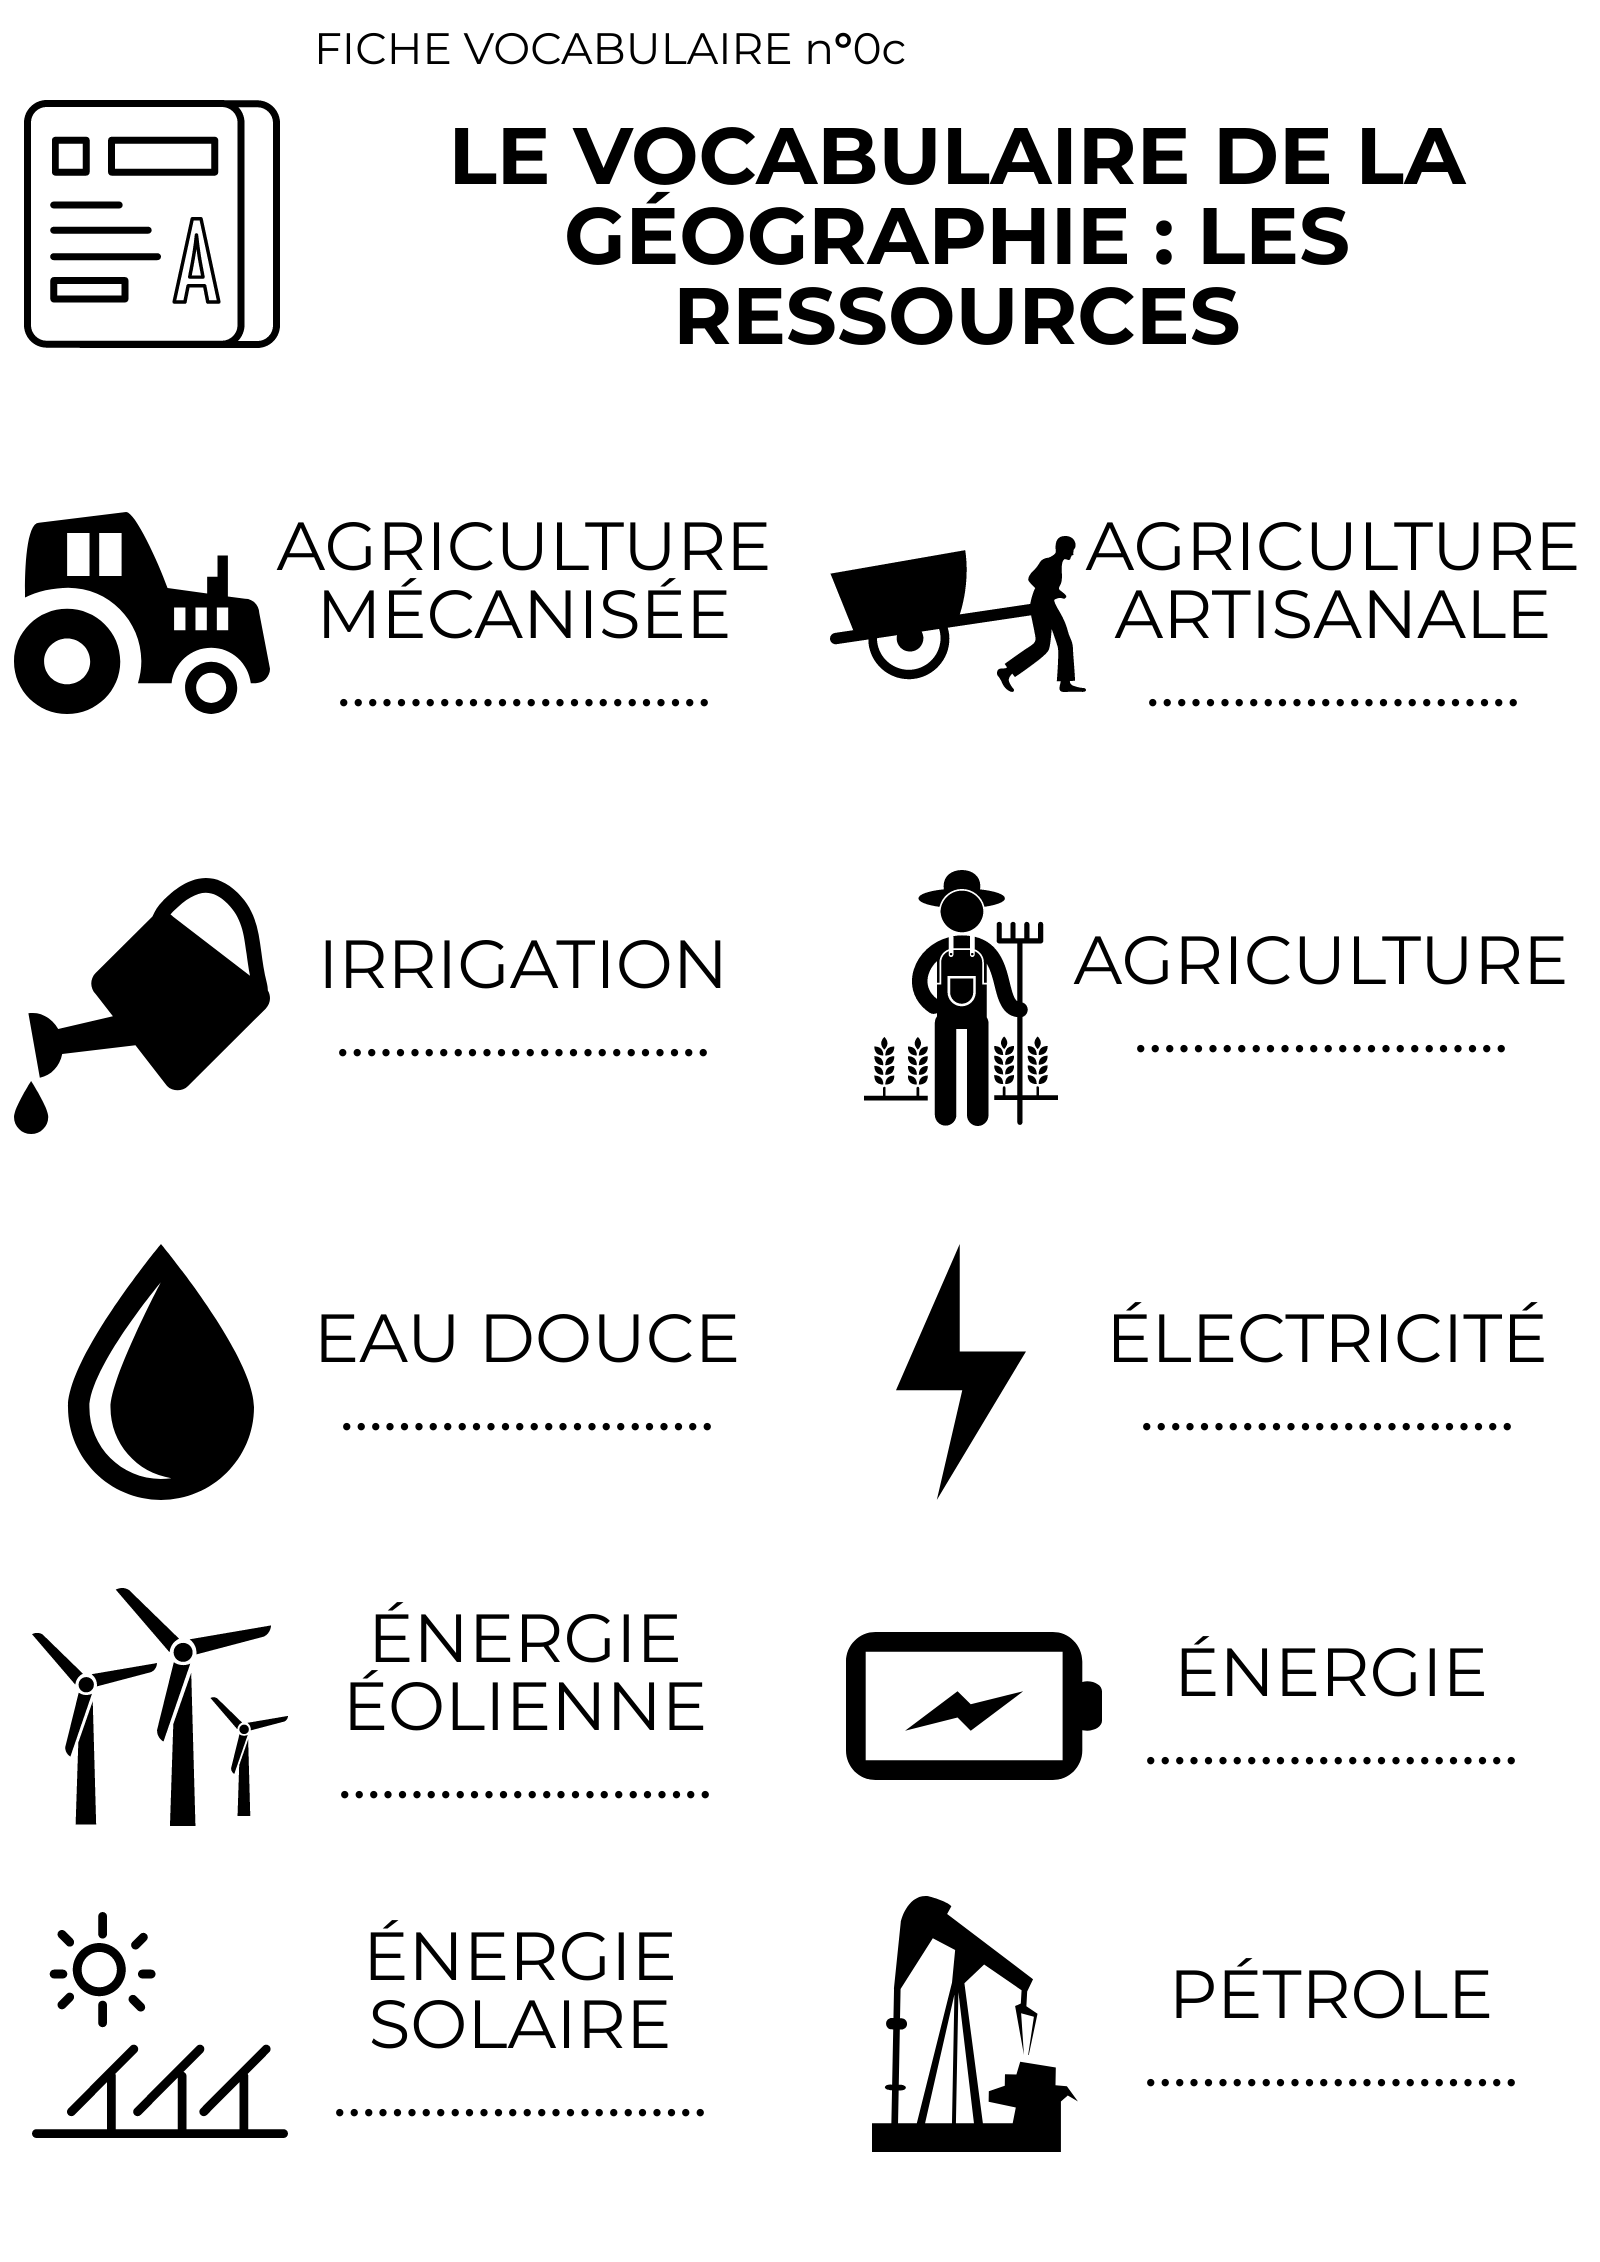 FICHE VOCABULAIRE n°0c
LE VOCABULAIRE DE LA
GÉOGRAPHIE : LES
RESSOURCES
A
AGRICULTURE
MÉCANISÉE
..........................
AGRICULTURE
ARTISANALE
..........................
IRRIGATION
..........................
AGRICULTURE
..........................
EAU DOUCE
..........................
ÉLECTRICITÉ
..........................
ÉNERGIE
ÉOLIENNE
..........................
ÉNERGIE
..........................
ÉNERGIE
SOLAIRE
..........................
PÉTROLE
..........................